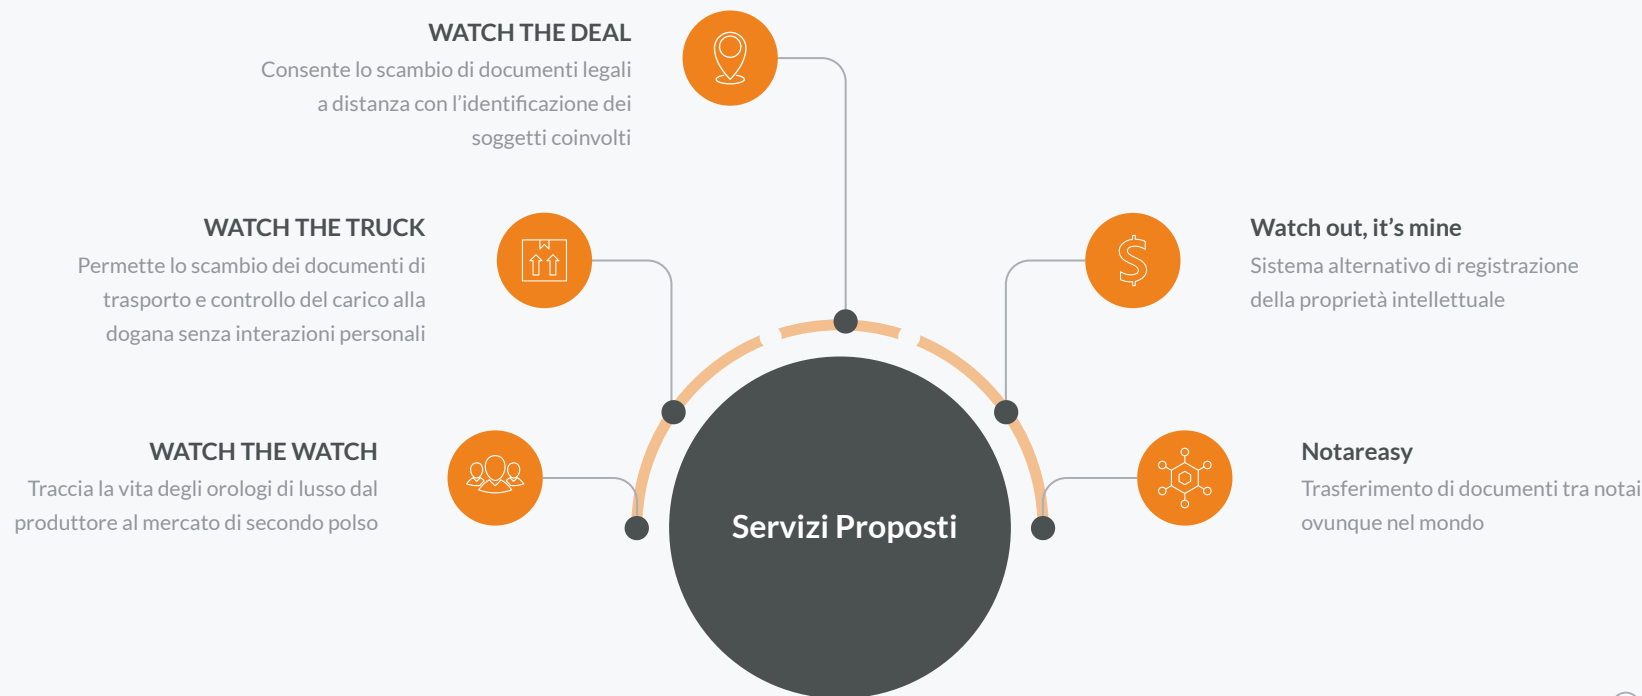 WATCH THE DEAL
Consente lo scambio di documenti legali
a distanza con l’identificazione dei
soggetti coinvolti
WATCH THE TRUCK
Permette lo scambio dei documenti di
trasporto e controllo del carico alla
dogana senza interazioni personali
WATCH THE WATCH
Traccia la vita degli orologi di lusso dal
produttore al mercato di secondo polso
Servizi Proposti
Watch out, it’s mine
Sistema alternativo di registrazione
della proprietà intellettuale
Notareasy
Trasferimento di documenti tra notai
ovunque nel mondo